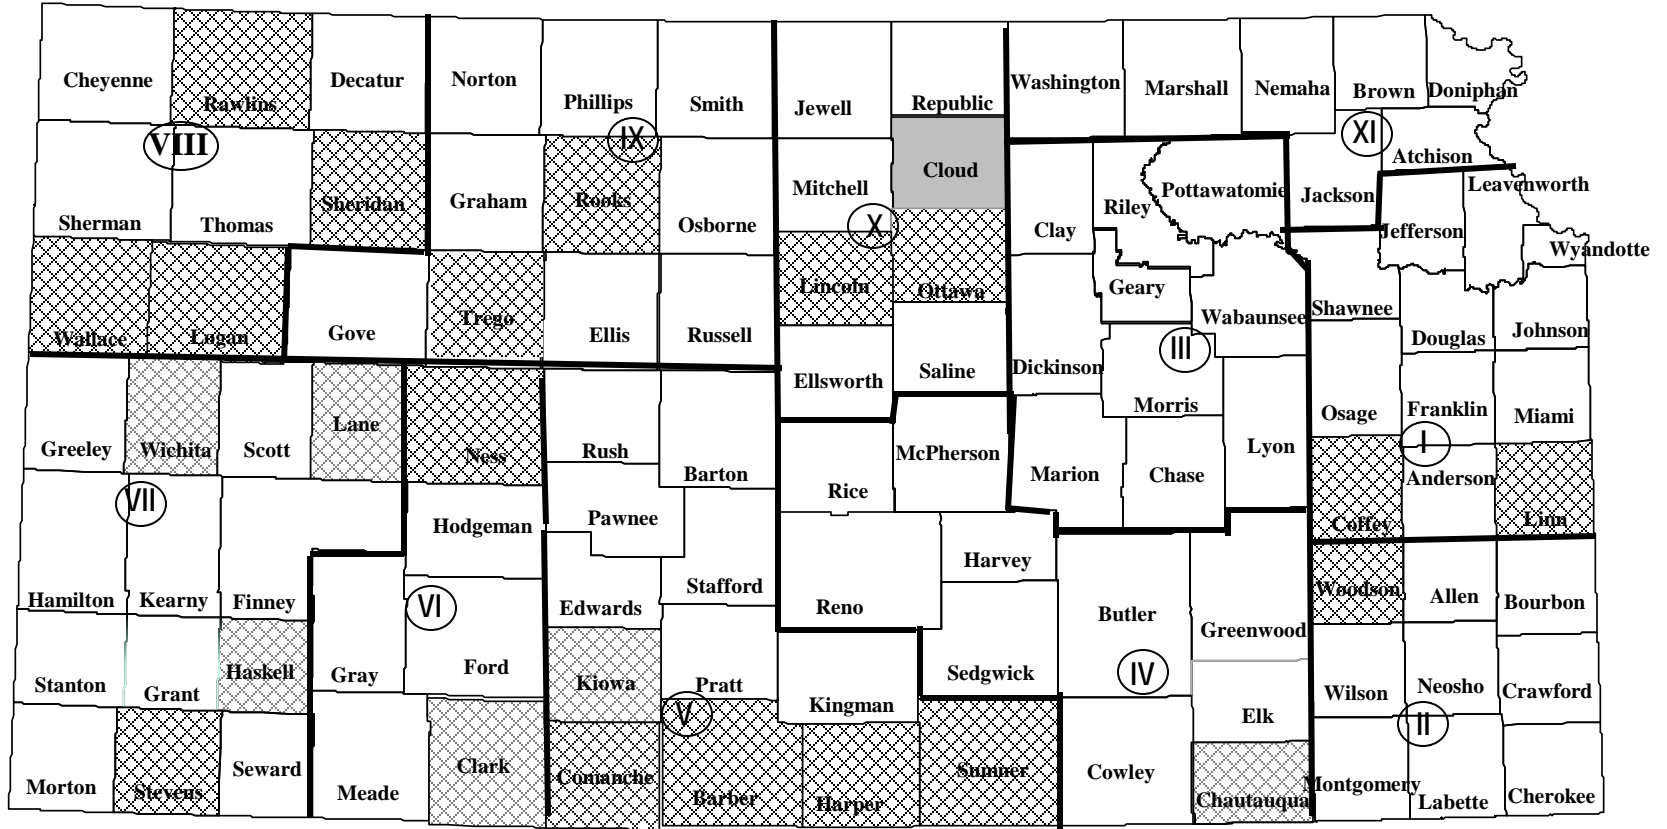 Cheyenne
Rawlins
Decatur
Norton
Phillips
Smith
Jewell
Republic
Washington
Marshall
Nemaha
Brown
Doniphan
VIII
IX
XI
Atchison
Sherman
Thomas
Sheridan
Graham
Rooks
Osborne
Mitchell
Cloud
X
Clay
Riley
Pottawatomie
Jackson
Jefferson
Leavenworth
Wyandotte
Wallace
Logan
Gove
Trego
Ellis
Russell
Lincoln
Ottawa
Geary
Wabaunsee
Shawnee
Douglas
Johnson
Ellsworth
Saline
Dickinson
III
Morris
Osage
Franklin
Miami
Greeley
Wichita
Scott
Lane
Ness
Rush
Barton
Rice
McPherson
Marion
Chase
Lyon
I
Coffey
Anderson
Linn
VII
Hodgeman
Pawnee
Stafford
Harvey
Hamilton
Kearny
Finney
VI
Edwards
Reno
Butler
Greenwood
Woodson
Allen
Bourbon
Stanton
Grant
Haskell
Gray
Ford
Kiowa
Pratt
V
Kingman
Sedgwick
IV
Elk
Wilson
Neosho
Crawford
II
Morton
Stevens
Seward
Meade
Clark
Comanche
Barber
Harper
Sumner
Cowley
Chautauqua
Montgomery
Labette
Cherokee